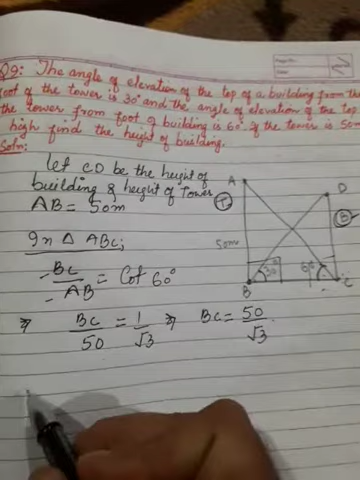 Q9: The angle of elevation of the top of a building from the
foot of the tower is 30° and the angle of elevation of the top
the tower from foot of building is 60° If the tower is 50m
high find the height of building.
Soln:
Let CD be the height of
building & height of Tower
AB = 50m
In △ ABC;
BC/AB = Cot 60°
⇒ BC/50 = 1/√3 ⇒ BC = 50/√3
A
D
T
B
50m
30°
60°
B
C